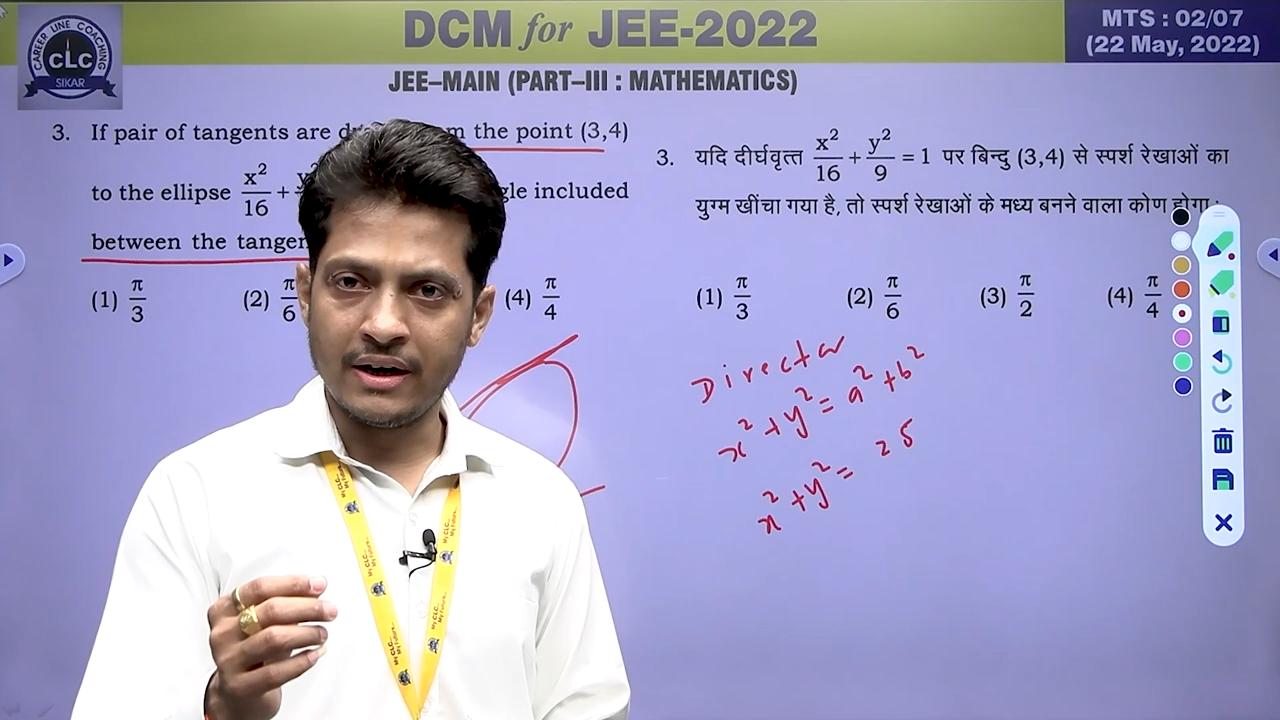 DCM for JEE-2022
MTS : 02/07
(22 May, 2022)
CAREER LINE COACHING
CLC
SIKAR
JEE–MAIN (PART–III : MATHEMATICS)
3. If pair of tangents are the point (3,4)
to the ellipse x²/16 + included
between the
(1) π/3 (2) π/6 (4) π/4
3. यदि दीर्घवृत्त x²/16 + y²/9 = 1 पर बिन्दु (3,4) से स्पर्श रेखाओं का
युग्म खींचा गया है, तो स्पर्श रेखाओं के मध्य बनने वाला कोण होगा :
(1) π/3 (2) π/6 (3) π/2 (4) π/4
Director
x² + y² = a² + b²
x² + y² = 25
My CLC...
My Future...